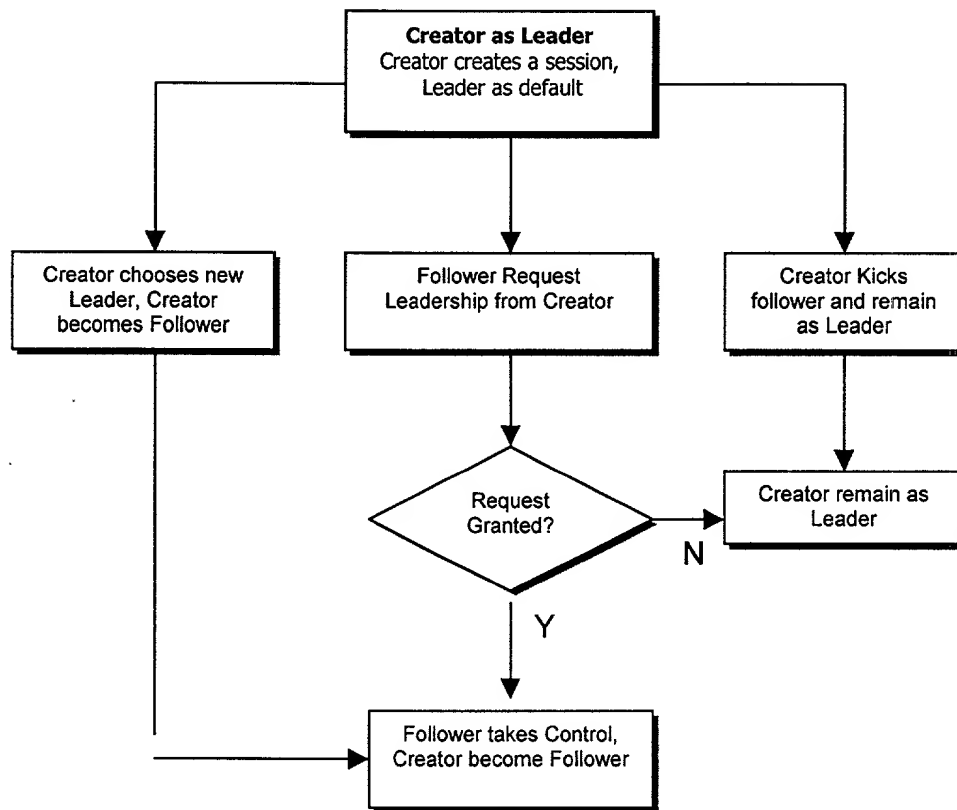 Creator as Leader
Creator creates a session,
Leader as default
Creator chooses new
Leader, Creator
becomes Follower
Follower Request
Leadership from Creator
Creator Kicks
follower and remain
as Leader
Request
Granted?
N
Creator remain as
Leader
Y
Follower takes Control,
Creator become Follower